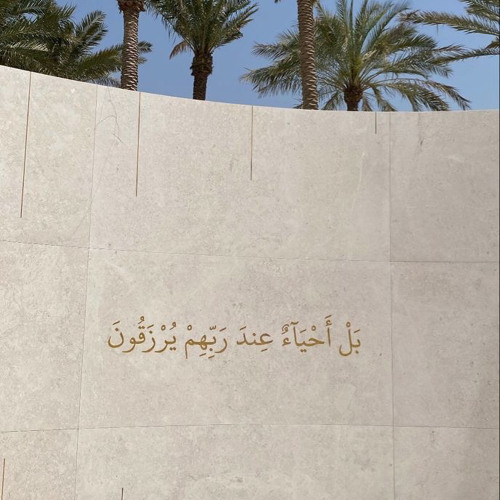 بَلْ أَحْيَآءٌ عِندَ رَبِّهِمْ يُرْزَقُونَ